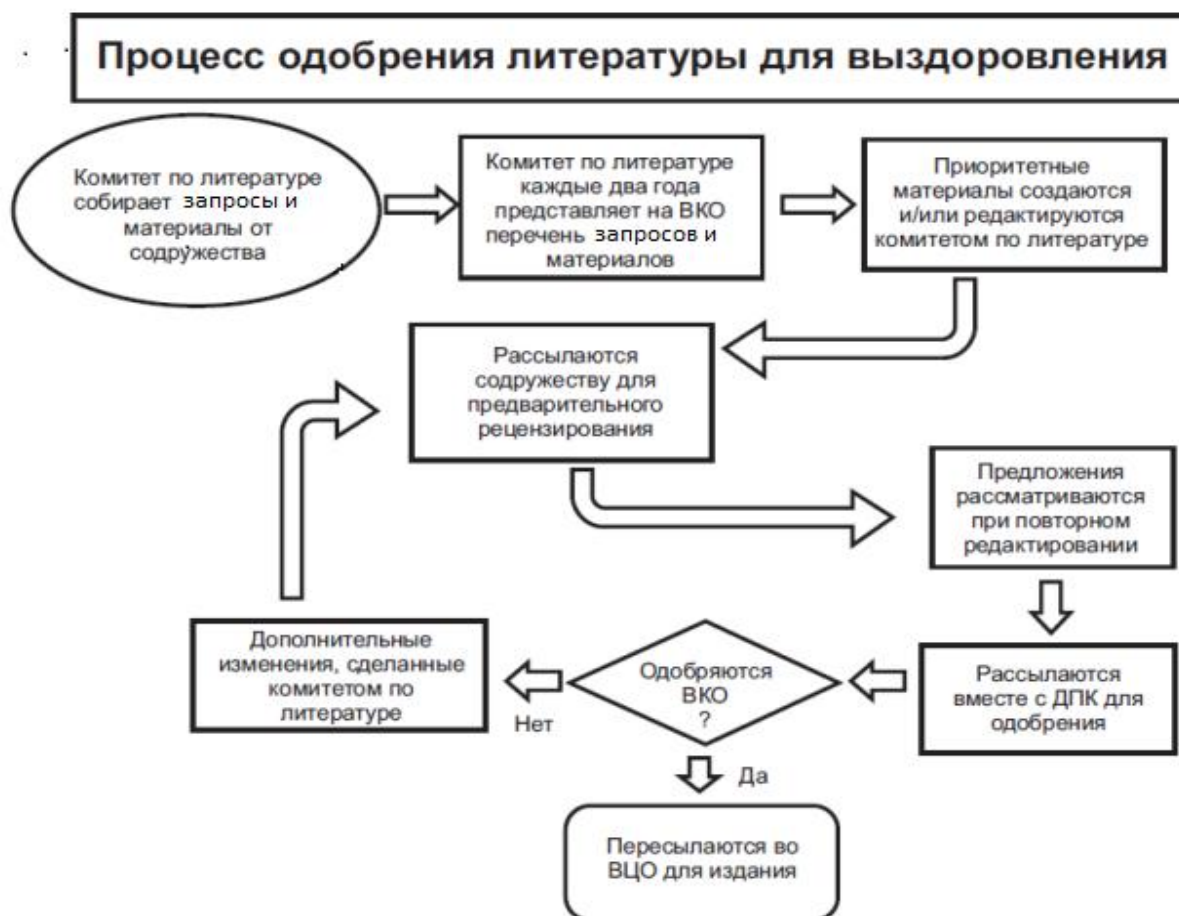 Процесс одобрения литературы для выздоровления
Комитет по литературе
собирает запросы и
материалы от
содружества
Комитет по литературе
каждые два года
представляет на ВКО
перечень запросов и
материалов
Приоритетные
материалы создаются
и/или редактируются
комитетом по литературе
Рассылаются
содружеству для
предварительного
рецензирования
Предложения
рассматриваются
при повторном
редактировании
Рассылаются
вместе с ДПК для
одобрения
Одобряются
ВКО
?
Нет
Дополнительные
изменения, сделанные
комитетом по
литературе
Да
Пересылаются во
ВЦО для издания